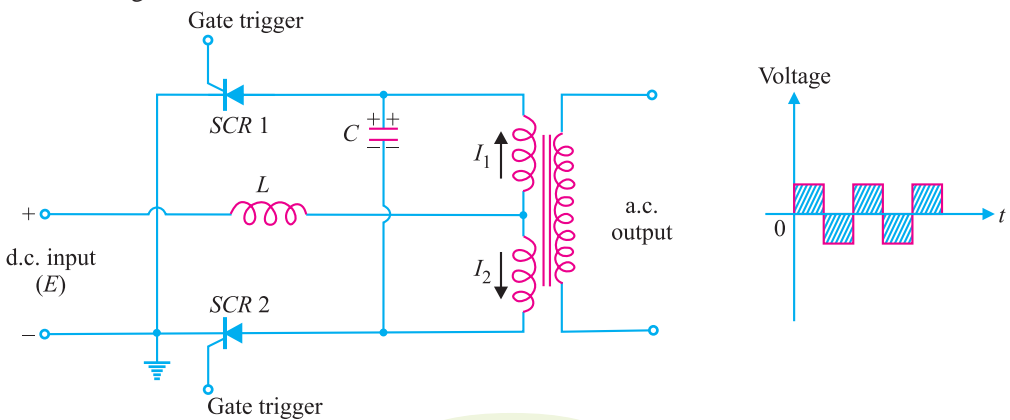 Gate trigger
SCR 1
C
+ +
– –
I1
L
+
d.c. input
(E)
–
I2
SCR 2
Gate trigger
a.c.
output
Voltage
0
t